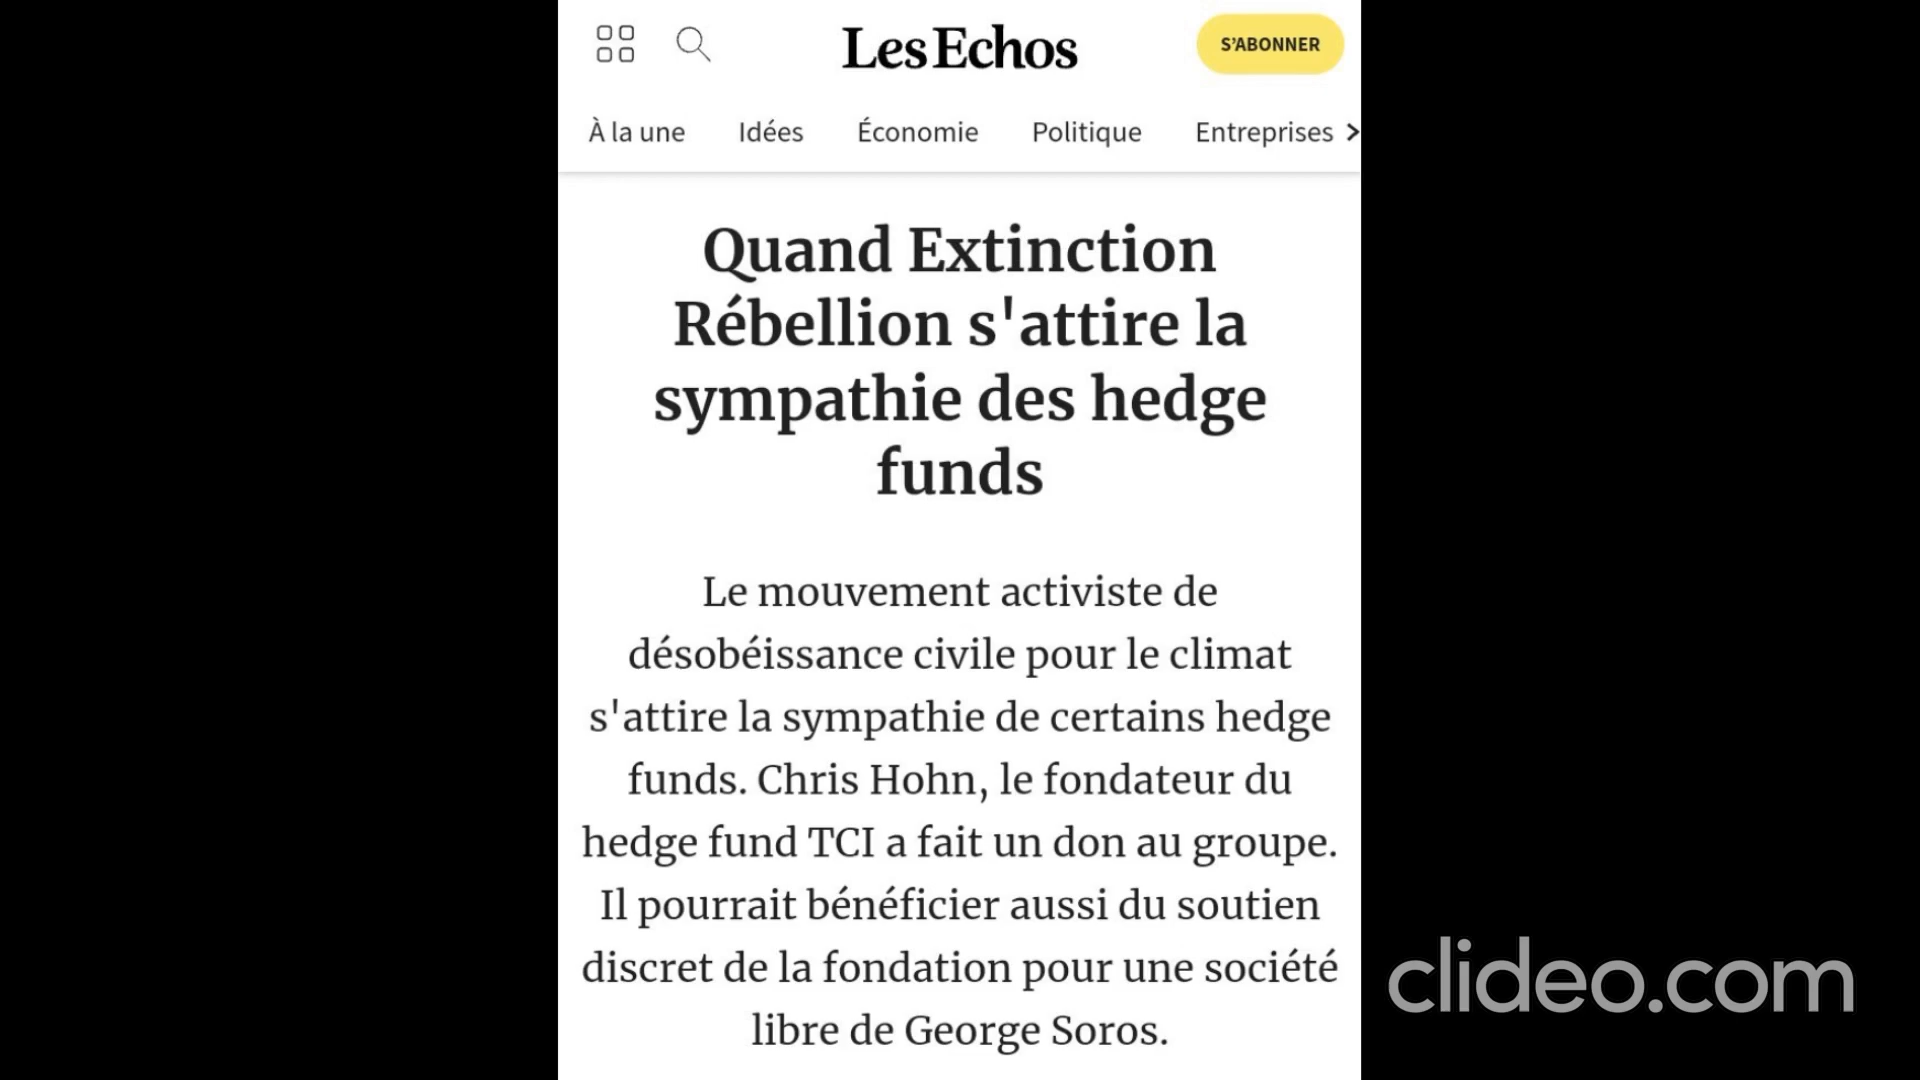 Les Echos
S'ABONNER
À la une Idées Économie Politique Entreprises
Quand Extinction
Rébellion s'attire la
sympathie des hedge
funds
Le mouvement activiste de
désobéissance civile pour le climat
s'attire la sympathie de certains hedge
funds. Chris Hohn, le fondateur du
hedge fund TCI a fait un don au groupe.
Il pourrait bénéficier aussi du soutien
discret de la fondation pour une société
libre de George Soros.
clideo.com